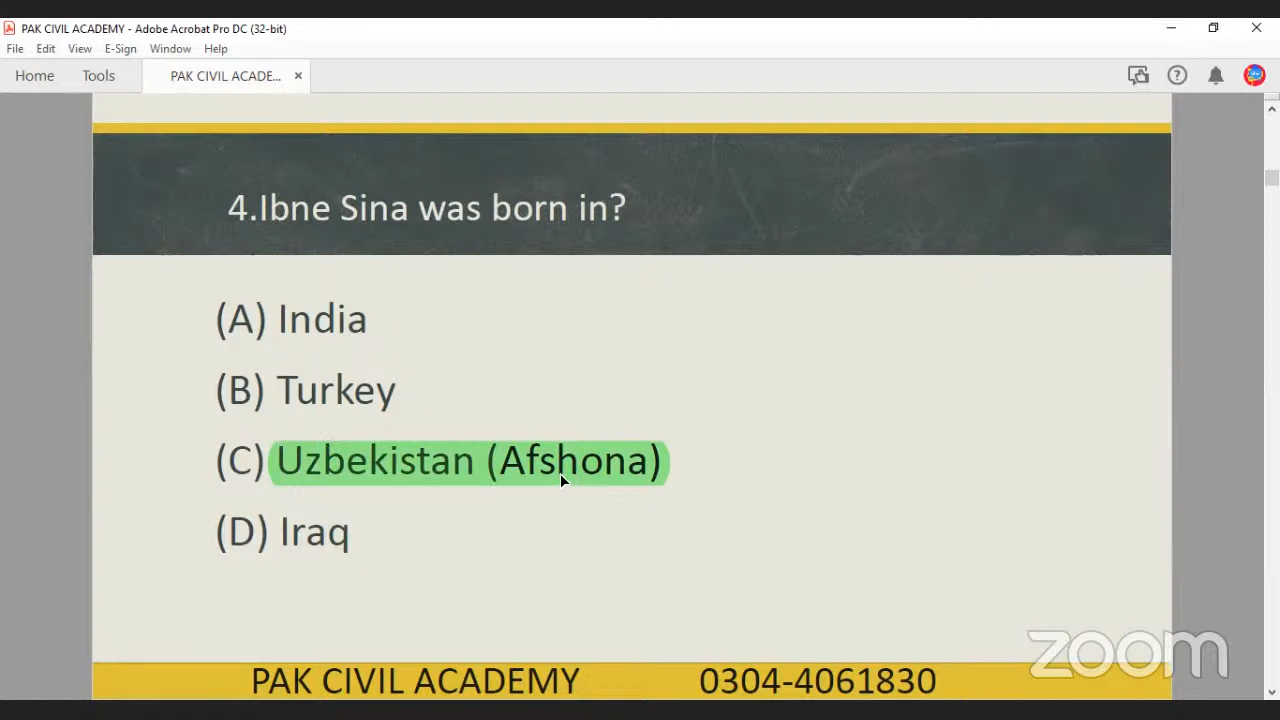 PAK CIVIL ACADEMY - Adobe Acrobat Pro DC (32-bit)
File Edit View E-Sign Window Help
Home Tools PAK CIVIL ACADE... ×
4.Ibne Sina was born in?
(A) India
(B) Turkey
(C) Uzbekistan (Afshona)
(D) Iraq
zoom
PAK CIVIL ACADEMY 0304-4061830